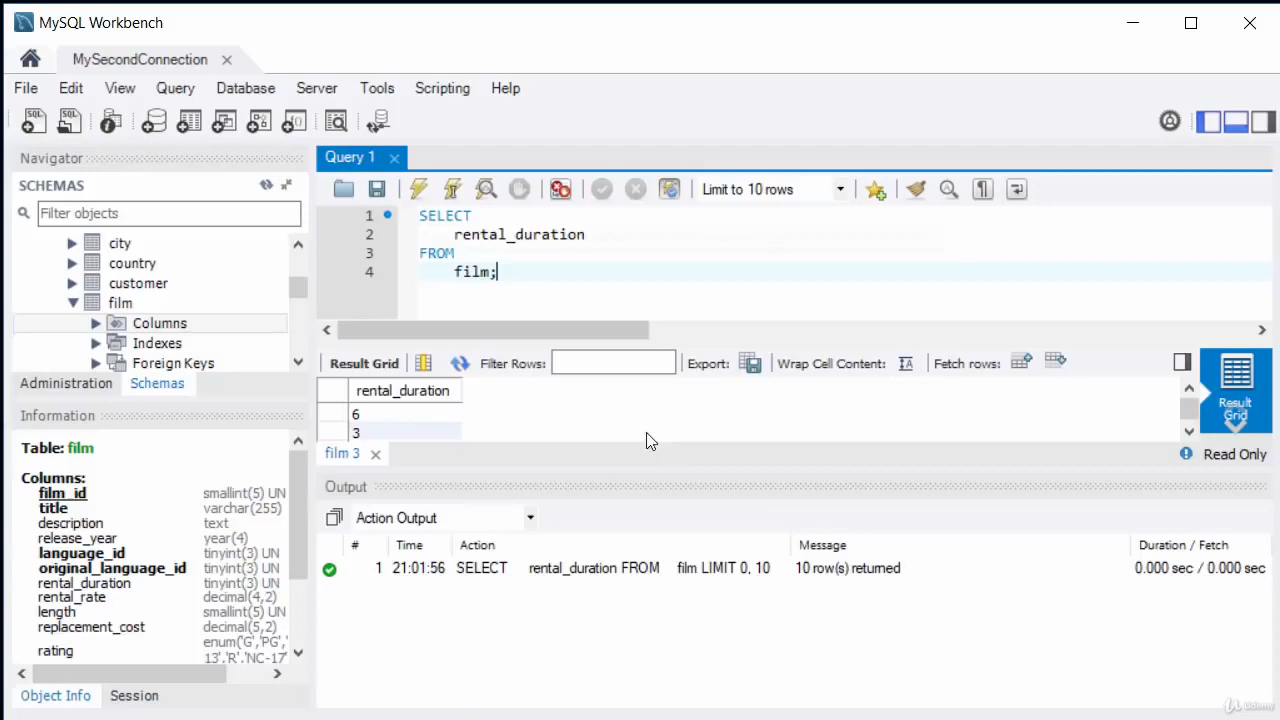 MySQL Workbench
MySecondConnection
File Edit View Query Database Server Tools Scripting Help
Navigator
SCHEMAS
Filter objects
city
country
customer
film
Columns
Indexes
Foreign Keys
Administration Schemas
Information
Table: film
Columns:
film_id smallint(5) UN
title varchar(255)
description text
release_year year(4)
language_id tinyint(3) UN
original_language_id tinyint(3) UN
rental_duration tinyint(3) UN
rental_rate decimal(4,2)
length smallint(5) UN
replacement_cost decimal(5,2)
rating enum('G','PG','
13','R','NC-17'
Object Info Session
Query 1
Limit to 10 rows
1 SELECT
2 rental_duration
3 FROM
4 film;
Result Grid Filter Rows: Export: Wrap Cell Content: Fetch rows:
rental_duration
6
3
Result
Grid
film 3
Read Only
Output
Action Output
# Time Action Message Duration / Fetch
1 21:01:56 SELECT rental_duration FROM film LIMIT 0, 10 10 row(s) returned 0.000 sec / 0.000 sec
Udemy